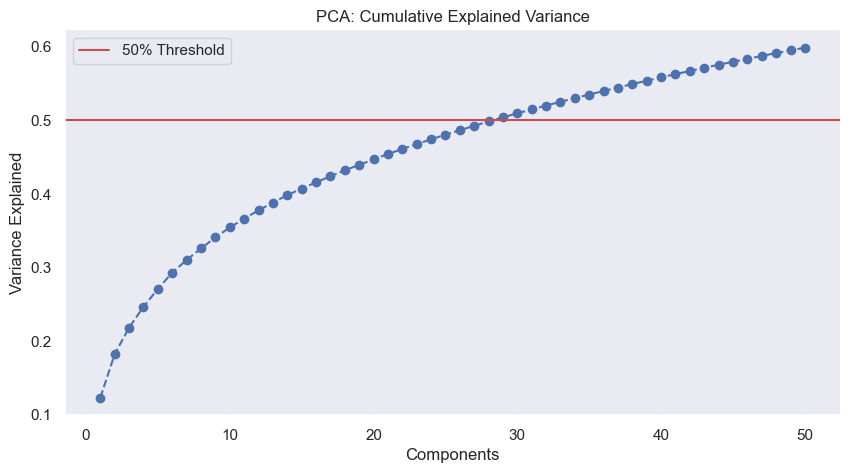 PCA: Cumulative Explained Variance
50% Threshold
Variance Explained
0.6
0.5
0.4
0.3
0.2
0.1
0 10 20 30 40 50
Components